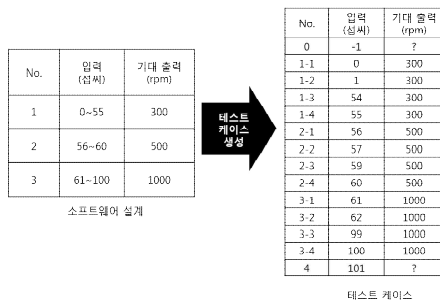 No. 입력 (섭씨) 기대 출력 (rpm)
1 0~55 300
2 56~60 500
3 61~100 1000
소프트웨어 설계
테스트
케이스
생성
No. 입력 (섭씨) 기대 출력 (rpm)
0 -1 ?
1-1 0 300
1-2 1 300
1-3 54 300
1-4 55 300
2-1 56 500
2-2 57 500
2-3 59 500
2-4 60 500
3-1 61 1000
3-2 62 1000
3-3 99 1000
3-4 100 1000
4 101 ?
테스트 케이스